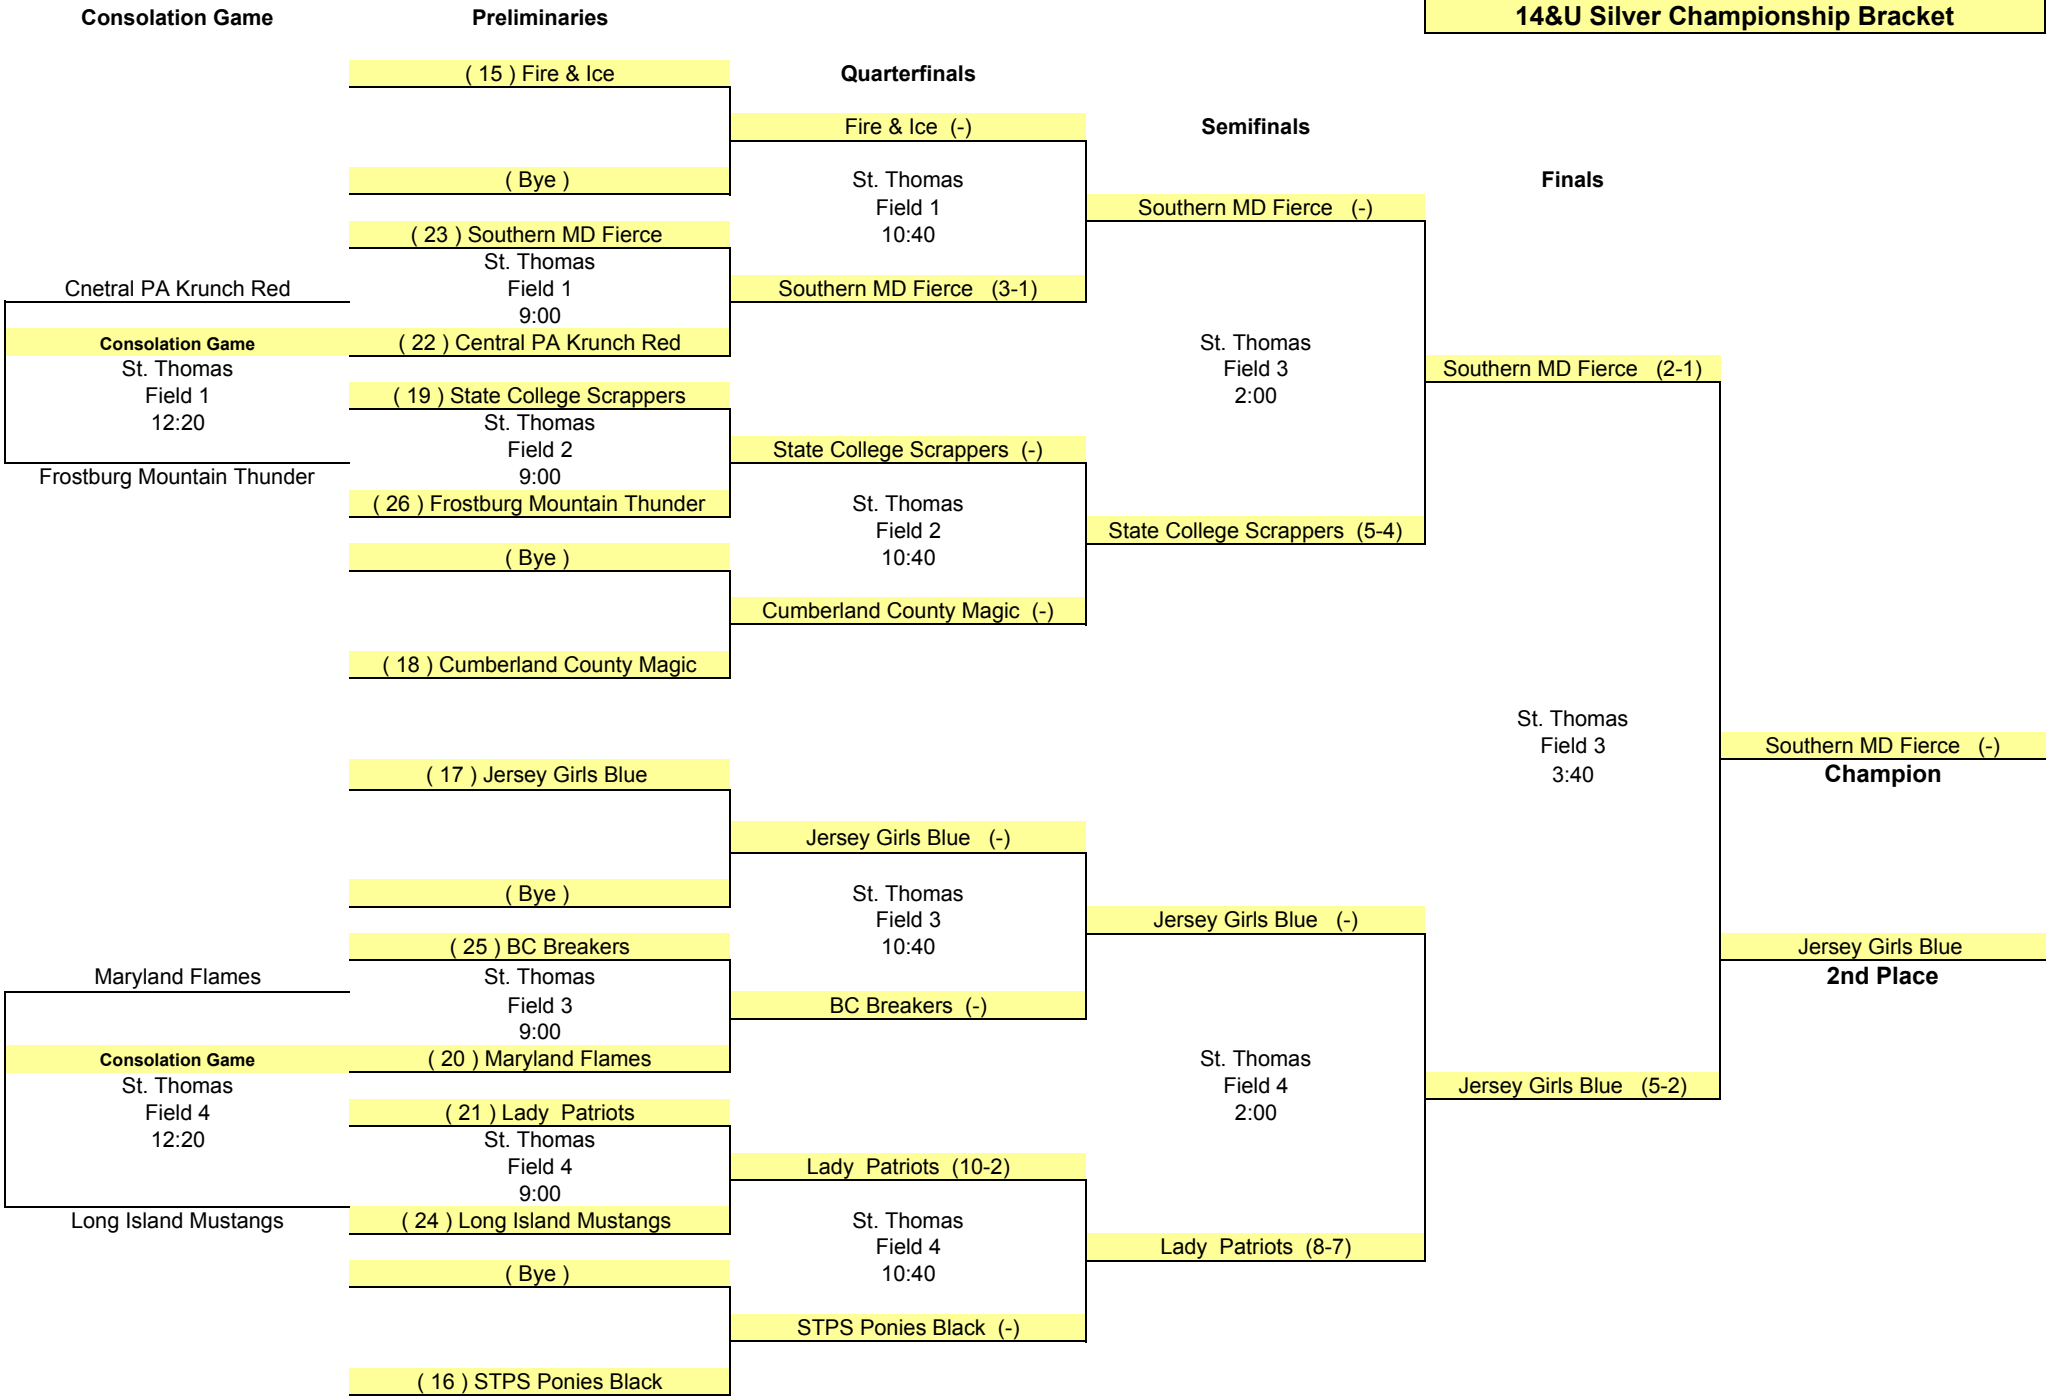 Consolation Game
Preliminaries
14&U Silver Championship Bracket
( 15 ) Fire & Ice
Quarterfinals
Fire & Ice (-)
Semifinals
( Bye )
St. Thomas
Field 1
10:40
Finals
Southern MD Fierce (-)
( 23 ) Southern MD Fierce
St. Thomas
Field 1
9:00
Cnetral PA Krunch Red
Southern MD Fierce (3-1)
Consolation Game
St. Thomas
Field 1
12:20
( 22 ) Central PA Krunch Red
St. Thomas
Field 3
2:00
Southern MD Fierce (2-1)
( 19 ) State College Scrappers
St. Thomas
Field 2
9:00
State College Scrappers (-)
Frostburg Mountain Thunder
( 26 ) Frostburg Mountain Thunder
St. Thomas
Field 2
10:40
State College Scrappers (5-4)
( Bye )
Cumberland County Magic (-)
( 18 ) Cumberland County Magic
St. Thomas
Field 3
3:40
Southern MD Fierce (-)
Champion
( 17 ) Jersey Girls Blue
Jersey Girls Blue (-)
( Bye )
St. Thomas
Field 3
10:40
Jersey Girls Blue (-)
( 25 ) BC Breakers
Jersey Girls Blue
2nd Place
Maryland Flames
St. Thomas
Field 3
9:00
BC Breakers (-)
Consolation Game
St. Thomas
Field 4
12:20
( 20 ) Maryland Flames
St. Thomas
Field 4
2:00
Jersey Girls Blue (5-2)
( 21 ) Lady Patriots
St. Thomas
Field 4
9:00
Lady Patriots (10-2)
Long Island Mustangs
( 24 ) Long Island Mustangs
St. Thomas
Field 4
10:40
Lady Patriots (8-7)
( Bye )
STPS Ponies Black (-)
( 16 ) STPS Ponies Black